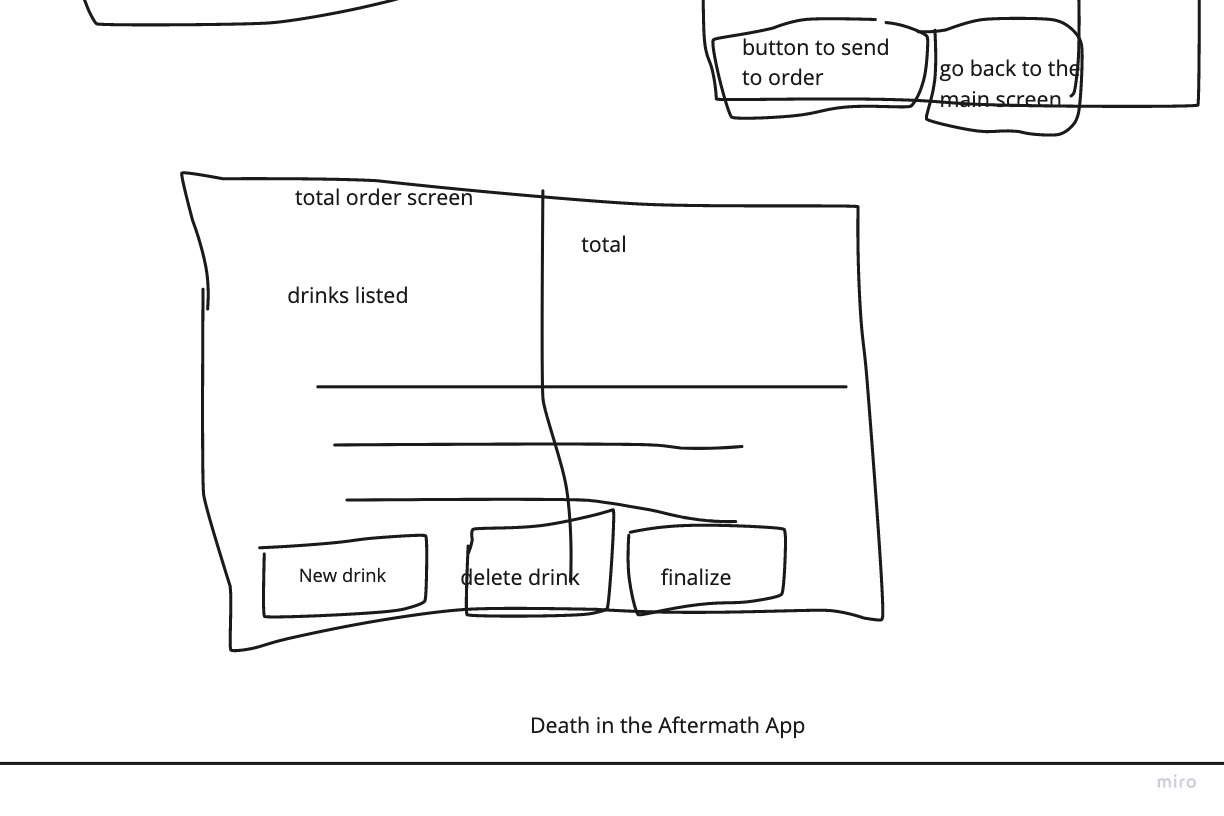 button to send
to order
go back to the
main screen
total order screen
total
drinks listed
New drink
delete drink
finalize
Death in the Aftermath App
miro